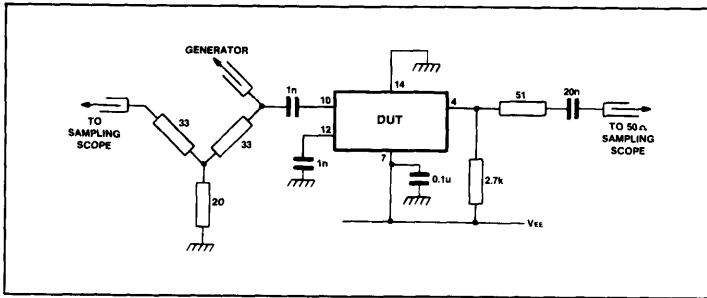 GENERATOR
TO
SAMPLING
SCOPE
33
33
20
1n
10
12
1n
14
DUT
4
7
0.1u
51
20n
2.7k
TO 50Ω
SAMPLING
SCOPE
VEE